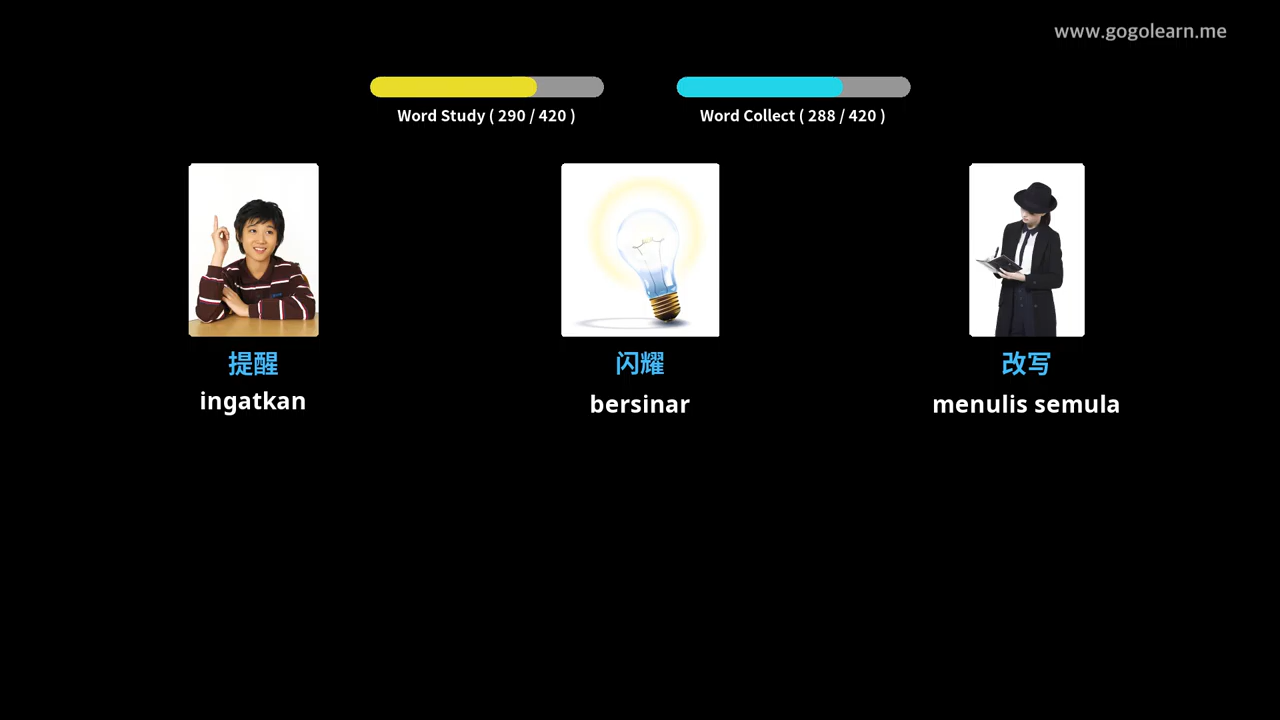 www.gogolearn.me
Word Study ( 290 / 420 )
Word Collect ( 288 / 420 )
提醒
ingatkan
闪耀
bersinar
改写
menulis semula